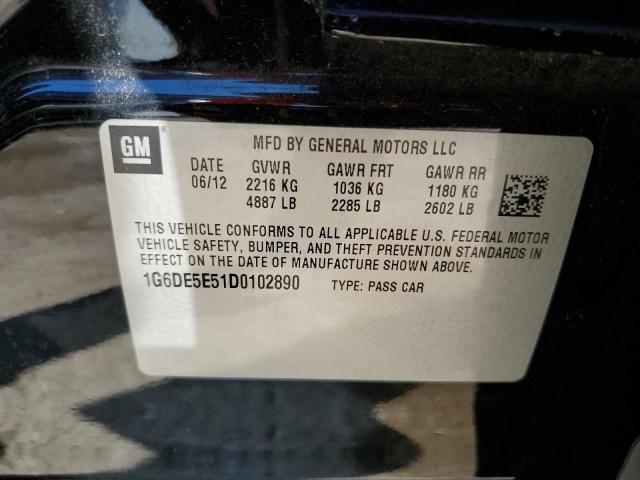 GM
MFD BY GENERAL MOTORS LLC
DATE GVWR GAWR FRT GAWR RR
06/12 2216 KG 1036 KG 1180 KG
4887 LB 2285 LB 2602 LB
THIS VEHICLE CONFORMS TO ALL APPLICABLE U.S. FEDERAL MOTOR
VEHICLE SAFETY, BUMPER, AND THEFT PREVENTION STANDARDS IN
EFFECT ON THE DATE OF MANUFACTURE SHOWN ABOVE.
1G6DE5E51D0102890 TYPE: PASS CAR